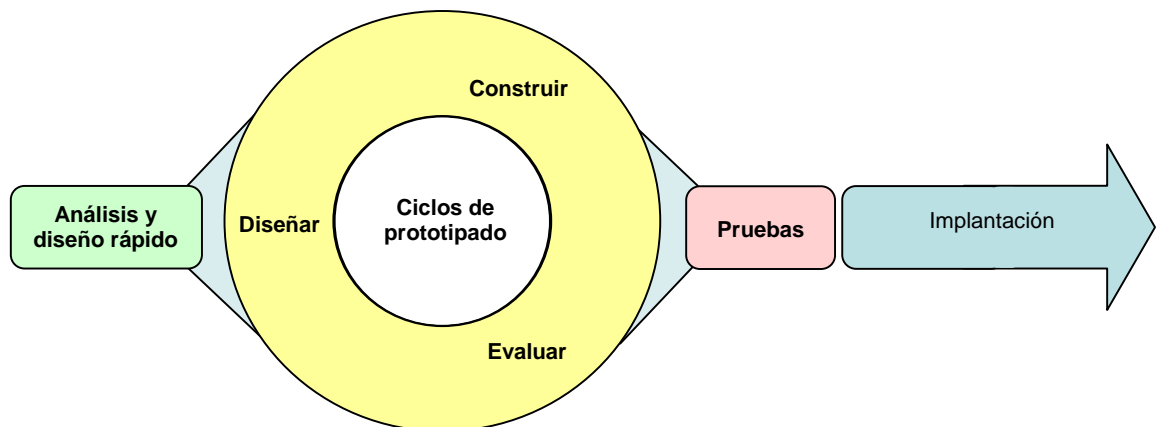 Análisis y
diseño rápido
Diseñar
Construir
Ciclos de
prototipado
Evaluar
Pruebas
Implantación